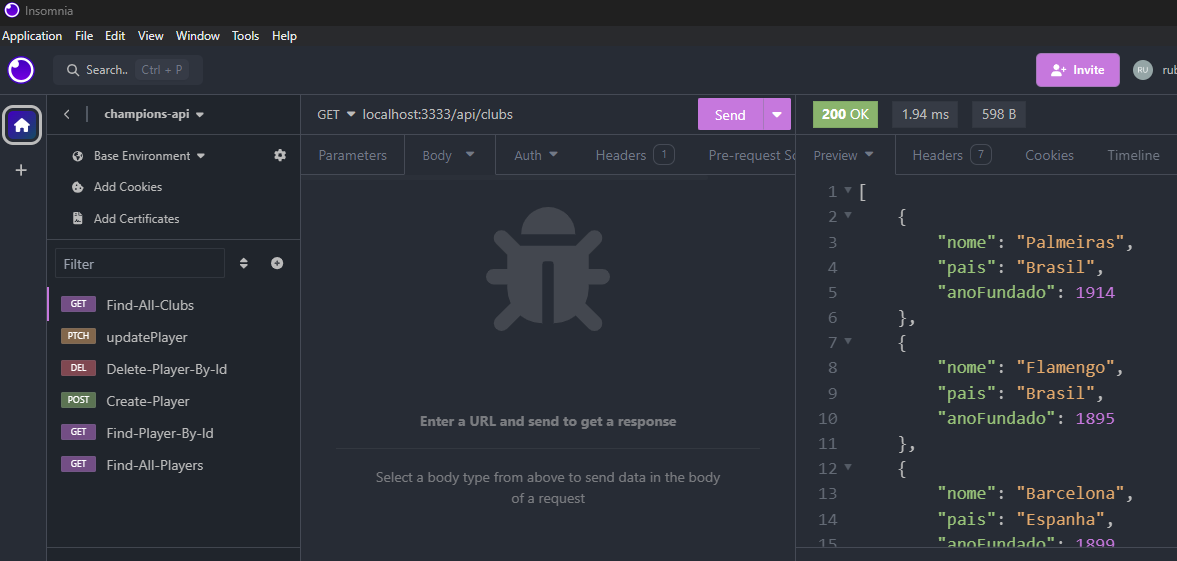 Insomnia
Application File Edit View Window Tools Help
Search.. Ctrl + P
Invite
RU
rub
champions-api
Base Environment
Add Cookies
Add Certificates
Filter
GET Find-All-Clubs
PTCH updatePlayer
DEL Delete-Player-By-Id
POST Create-Player
GET Find-Player-By-Id
GET Find-All-Players
GET localhost:3333/api/clubs
Send
Parameters Body Auth Headers 1 Pre-request Sc
Enter a URL and send to get a response
Select a body type from above to send data in the body
of a request
200 OK 1.94 ms 598 B
Preview Headers 7 Cookies Timeline
1 [
2 {
3 "nome": "Palmeiras",
4 "pais": "Brasil",
5 "anoFundado": 1914
6 },
7 {
8 "nome": "Flamengo",
9 "pais": "Brasil",
10 "anoFundado": 1895
11 },
12 {
13 "nome": "Barcelona",
14 "pais": "Espanha",
15 "anoFundado": 1899